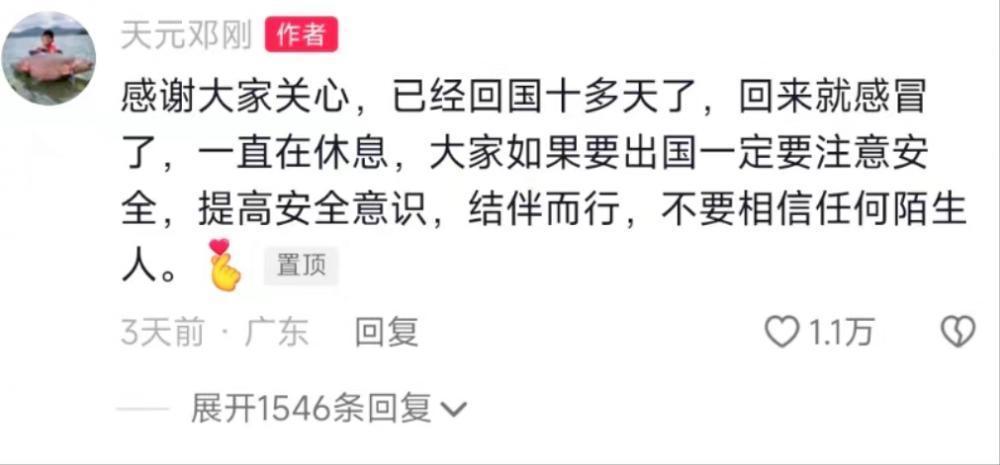 天元邓刚 作者
感谢大家关心，已经回国十多天了，回来就感冒
了，一直在休息，大家如果要出国一定要注意安
全，提高安全意识，结伴而行，不要相信任何陌生
人。 置顶
3天前 · 广东 回复 1.1万
展开1546条回复